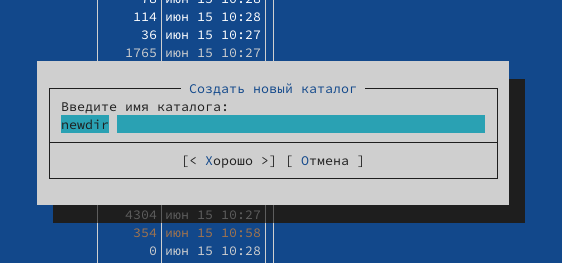 78 июн 15 10:28
114 июн 15 10:28
36 июн 15 10:27
1765 июн 15 10:27
Создать новый каталог
Введите имя каталога:
newdir
[< Хорошо >] [ Отмена ]
4304 июн 15 10:27
354 июн 15 10:58
0 июн 15 10:28